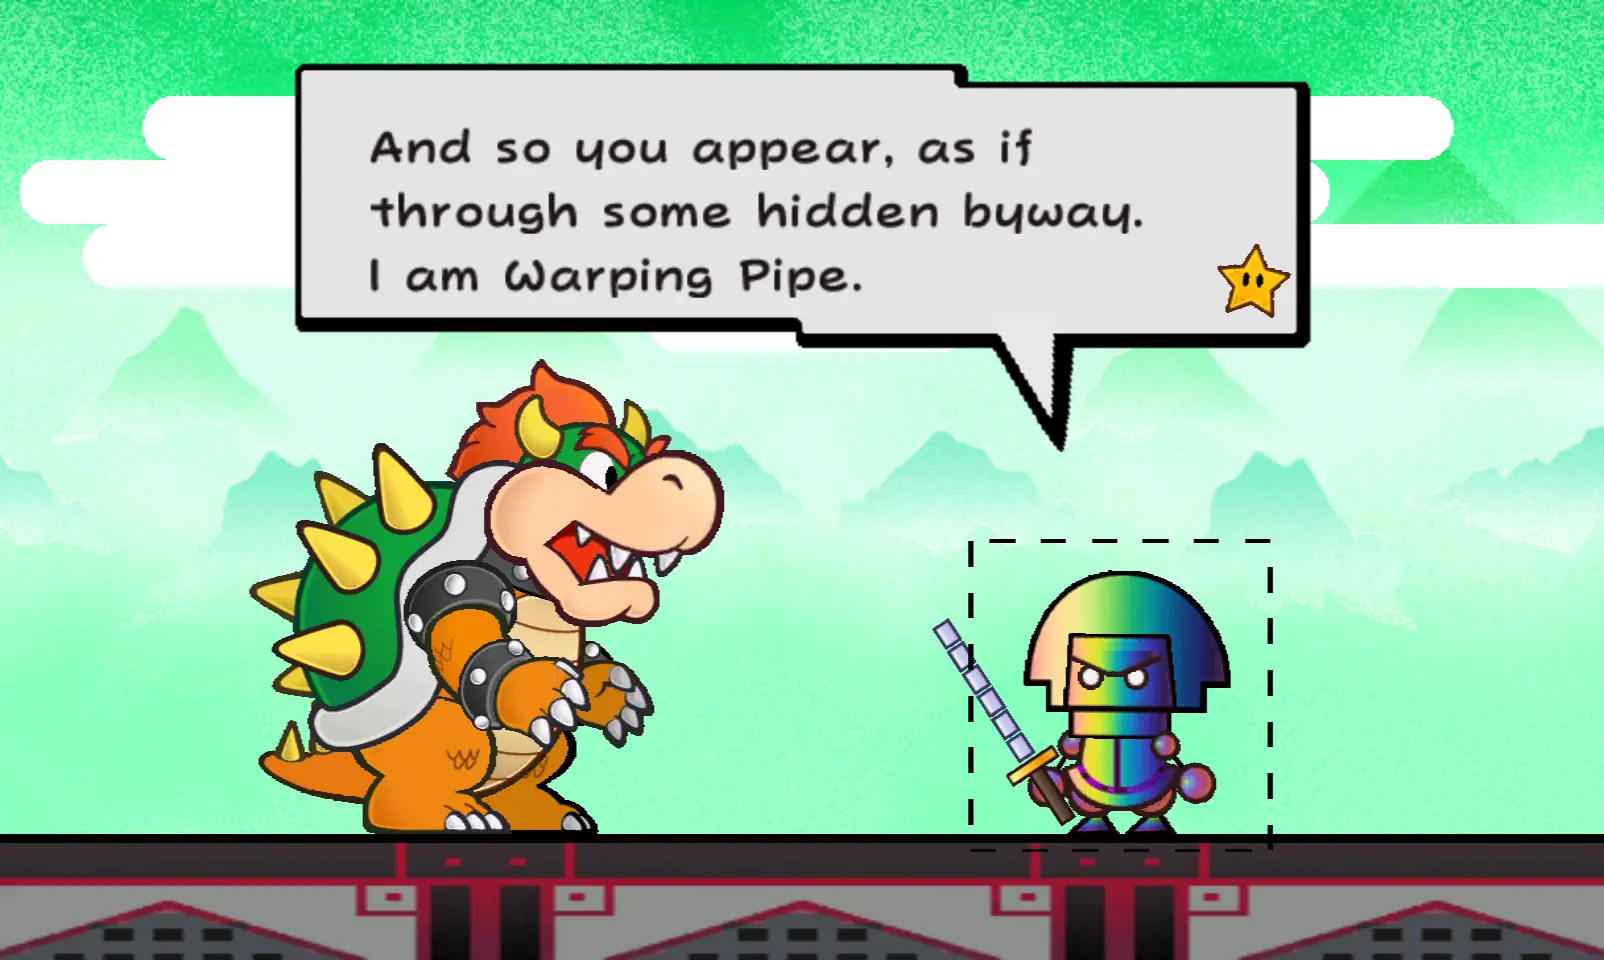 And so you appear, as if
through some hidden byway.
I am Warping Pipe.